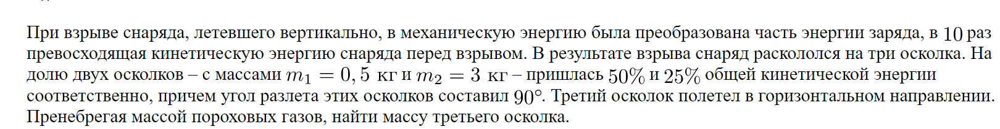 При взрыве снаряда, летевшего вертикально, в механическую энергию была преобразована часть энергии заряда, в 10 раз
превосходящая кинетическую энергию снаряда перед взрывом. В результате взрыва снаряд раскололся на три осколка. На
долю двух осколков – с массами m₁ = 0,5 кг и m₂ = 3 кг – пришлась 50% и 25% общей кинетической энергии
соответственно, причем угол разлета этих осколков составил 90°. Третий осколок полетел в горизонтальном направлении.
Пренебрегая массой пороховых газов, найти массу третьего осколка.